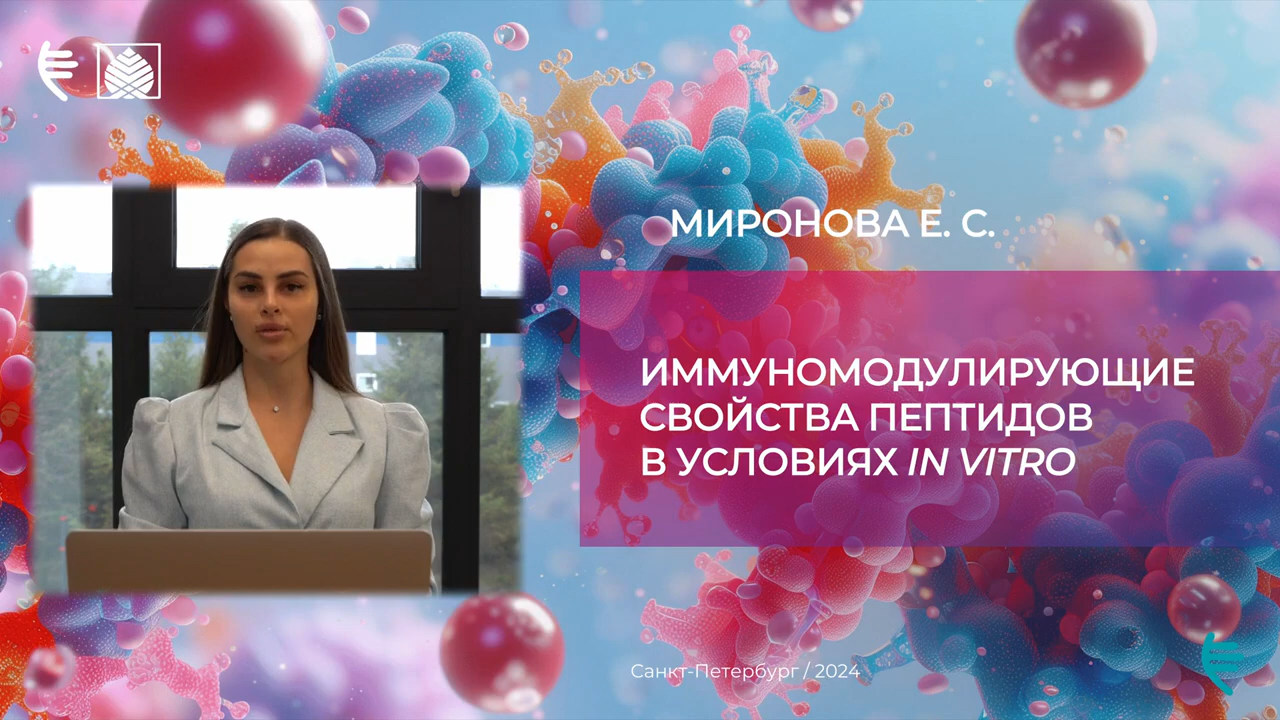 МИРОНОВА Е. С.
ИММУНОМОДУЛИРУЮЩИЕ
СВОЙСТВА ПЕПТИДОВ
В УСЛОВИЯХ IN VITRO
Санкт-Петербург / 2024